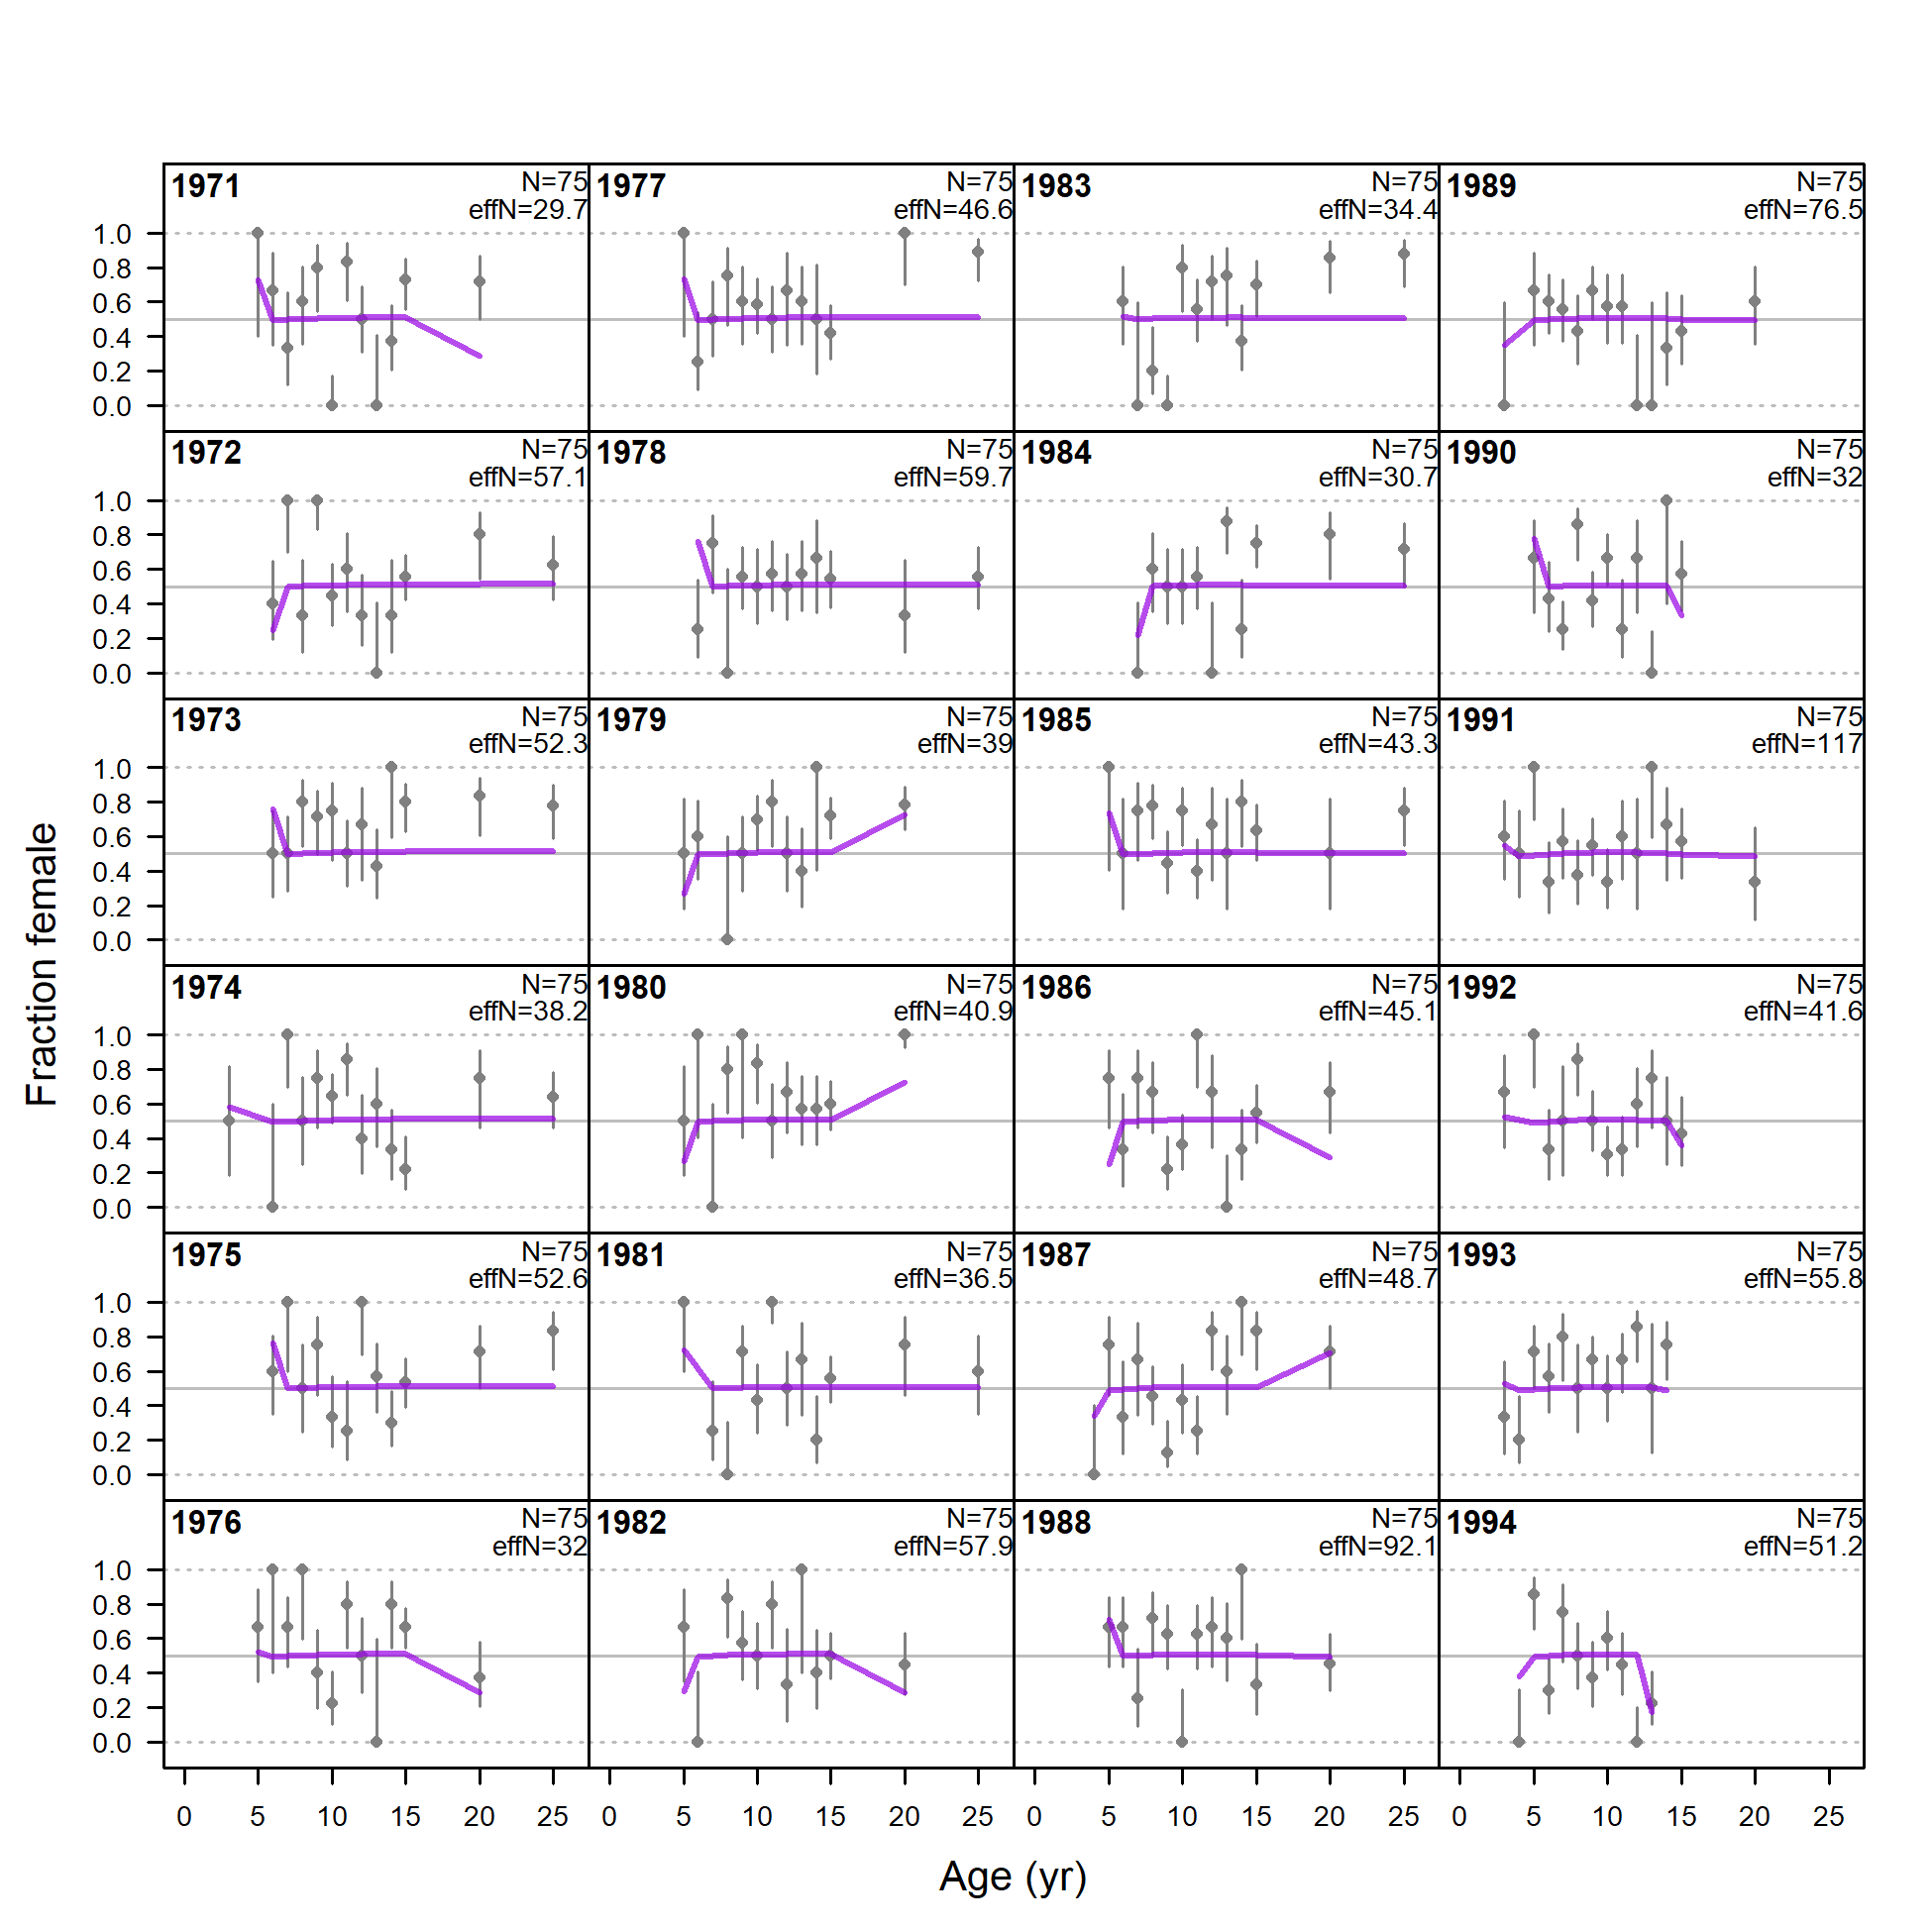 1971 N=75 1977 N=75 1983 N=75 1989 N=75
effN=29.7 effN=46.6 effN=34.4 effN=76.5
1.0
0.8
0.6
0.4
0.2
0.0
1972 N=75 1978 N=75 1984 N=75 1990 N=75
effN=57.1 effN=59.7 effN=30.7 effN=32
1.0
0.8
0.6
0.4
0.2
0.0
1973 N=75 1979 N=75 1985 N=75 1991 N=75
effN=52.3 effN=39 effN=43.3 effN=117
1.0
0.8
0.6
0.4
0.2
0.0
Fraction female
1974 N=75 1980 N=75 1986 N=75 1992 N=75
effN=38.2 effN=40.9 effN=45.1 effN=41.6
1.0
0.8
0.6
0.4
0.2
0.0
1975 N=75 1981 N=75 1987 N=75 1993 N=75
effN=52.6 effN=36.5 effN=48.7 effN=55.8
1.0
0.8
0.6
0.4
0.2
0.0
1976 N=75 1982 N=75 1988 N=75 1994 N=75
effN=32 effN=57.9 effN=92.1 effN=51.2
1.0
0.8
0.6
0.4
0.2
0.0
0 5 10 15 20 25 0 5 10 15 20 25 0 5 10 15 20 25 0 5 10 15 20 25
Age (yr)